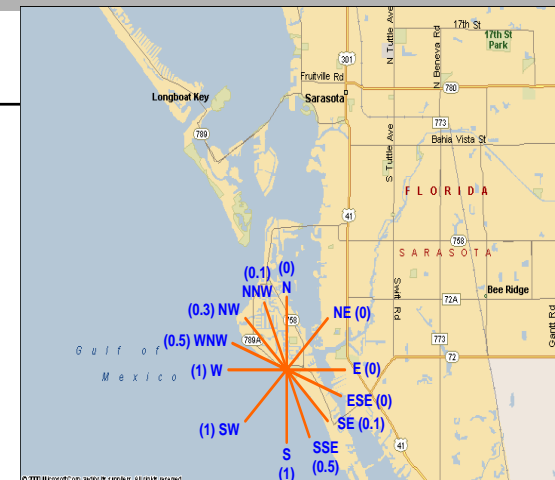 17th St
17th St
Park
N Tuttle Ave
N Beneva Rd
301
Fruitville Rd
Sarasota
780
Longboat Key
789
773
Bahia Vista St
S Tuttle Ave
FLORIDA
41
758
SARASOTA
(0.1) (0)
NNW N
Swift Rd
Bee Ridge
72A
(0.3) NW
NE (0)
758
Gantt Rd
789A
(0.5) WNW
773
72
Gulf of
Mexico
(1) W
E (0)
ESE (0)
(1) SW
SE (0.1)
S
(1)
SSE
(0.5)
41